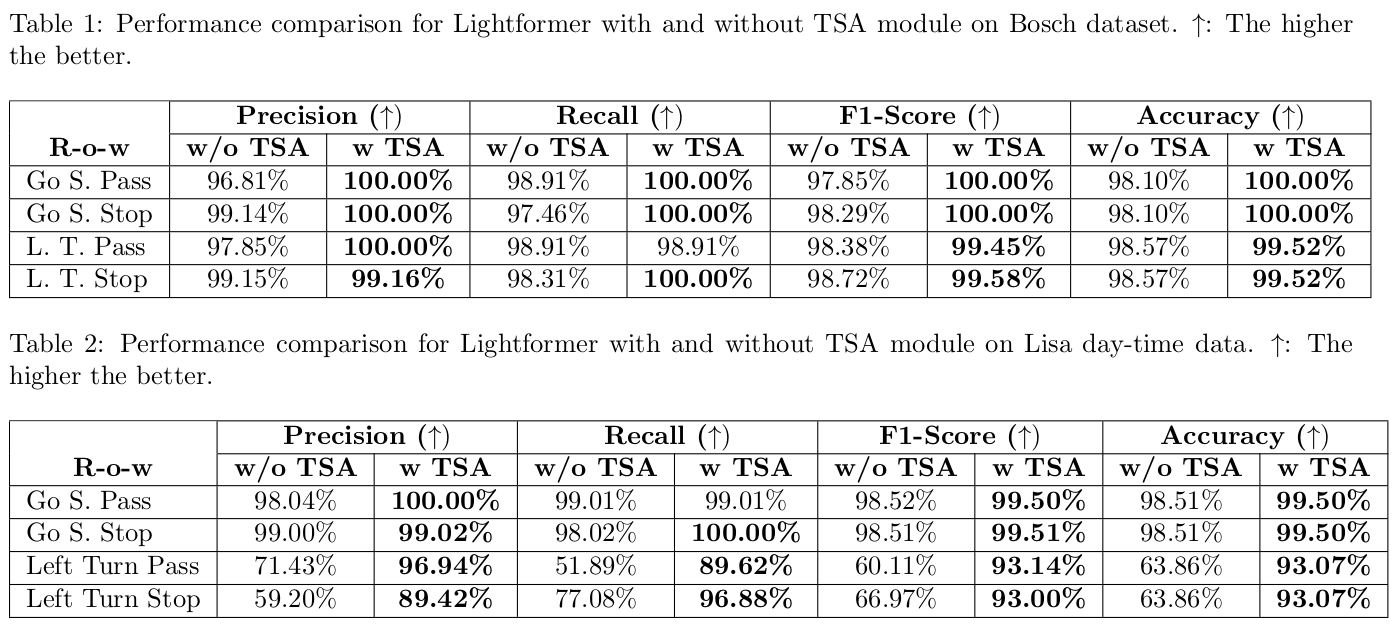 Table 1: Performance comparison for Lightformer with and without TSA module on Bosch dataset. ↑: The higher
the better.
Precision (↑) Recall (↑) F1-Score (↑) Accuracy (↑)
R-o-w w/o TSA w TSA w/o TSA w TSA w/o TSA w TSA w/o TSA w TSA
Go S. Pass 96.81% 100.00% 98.91% 100.00% 97.85% 100.00% 98.10% 100.00%
Go S. Stop 99.14% 100.00% 97.46% 100.00% 98.29% 100.00% 98.10% 100.00%
L. T. Pass 97.85% 100.00% 98.91% 98.91% 98.38% 99.45% 98.57% 99.52%
L. T. Stop 99.15% 99.16% 98.31% 100.00% 98.72% 99.58% 98.57% 99.52%
Table 2: Performance comparison for Lightformer with and without TSA module on Lisa day-time data. ↑: The
higher the better.
Precision (↑) Recall (↑) F1-Score (↑) Accuracy (↑)
R-o-w w/o TSA w TSA w/o TSA w TSA w/o TSA w TSA w/o TSA w TSA
Go S. Pass 98.04% 100.00% 99.01% 99.01% 98.52% 99.50% 98.51% 99.50%
Go S. Stop 99.00% 99.02% 98.02% 100.00% 98.51% 99.51% 98.51% 99.50%
Left Turn Pass 71.43% 96.94% 51.89% 89.62% 60.11% 93.14% 63.86% 93.07%
Left Turn Stop 59.20% 89.42% 77.08% 96.88% 66.97% 93.00% 63.86% 93.07%